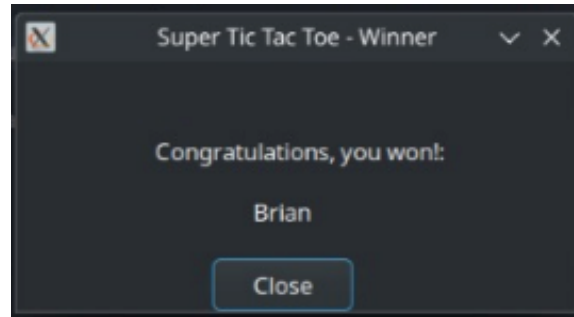 Super Tic Tac Toe - Winner
Congratulations, you won!:
Brian
Close